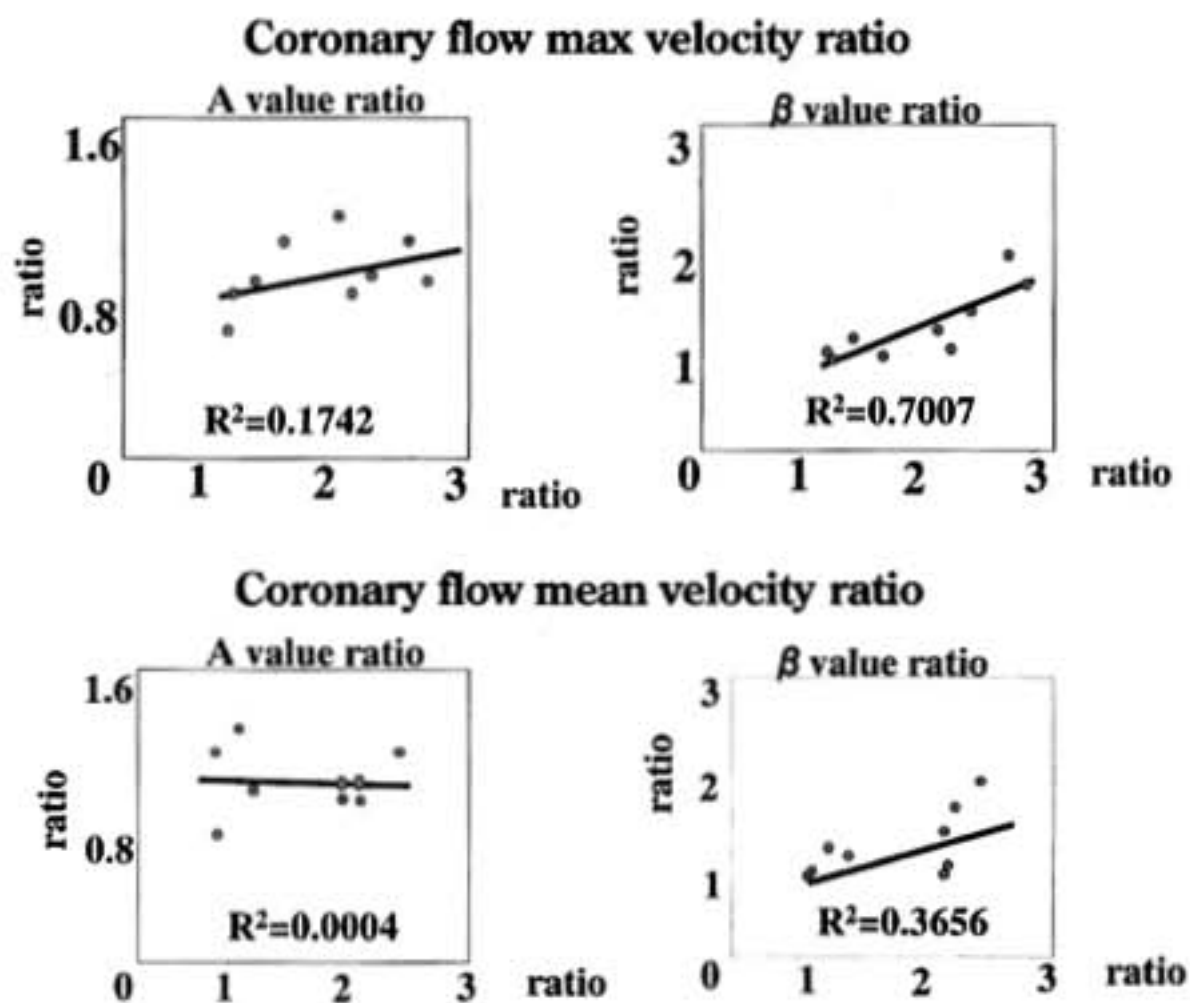 Coronary flow max velocity ratio
A value ratio
β value ratio
1.6
0.8
ratio
R²=0.1742
0 1 2 3 ratio
3
2
1
ratio
R²=0.7007
0 1 2 3 ratio
Coronary flow mean velocity ratio
A value ratio
β value ratio
1.6
0.8
ratio
R²=0.0004
0 1 2 3 ratio
3
2
1
ratio
R²=0.3656
0 1 2 3 ratio